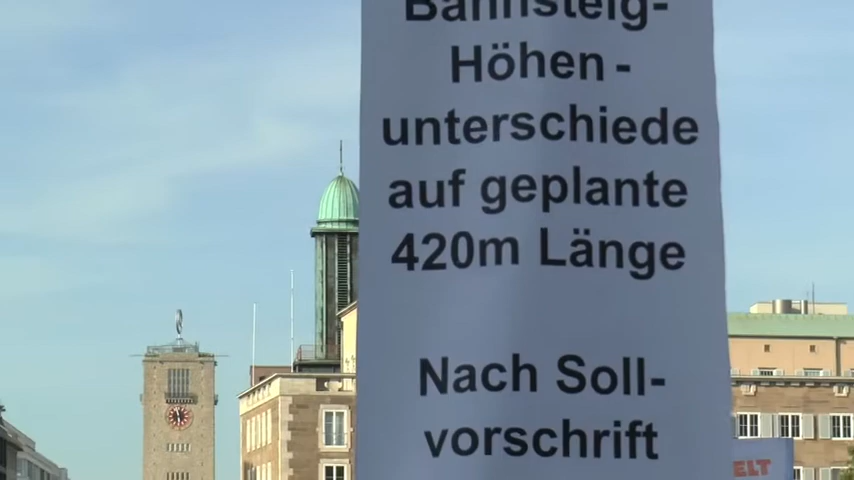 Bahnsteig-
Höhen-
unterschiede
auf geplante
420m Länge
Nach Soll-
vorschrift
ELT